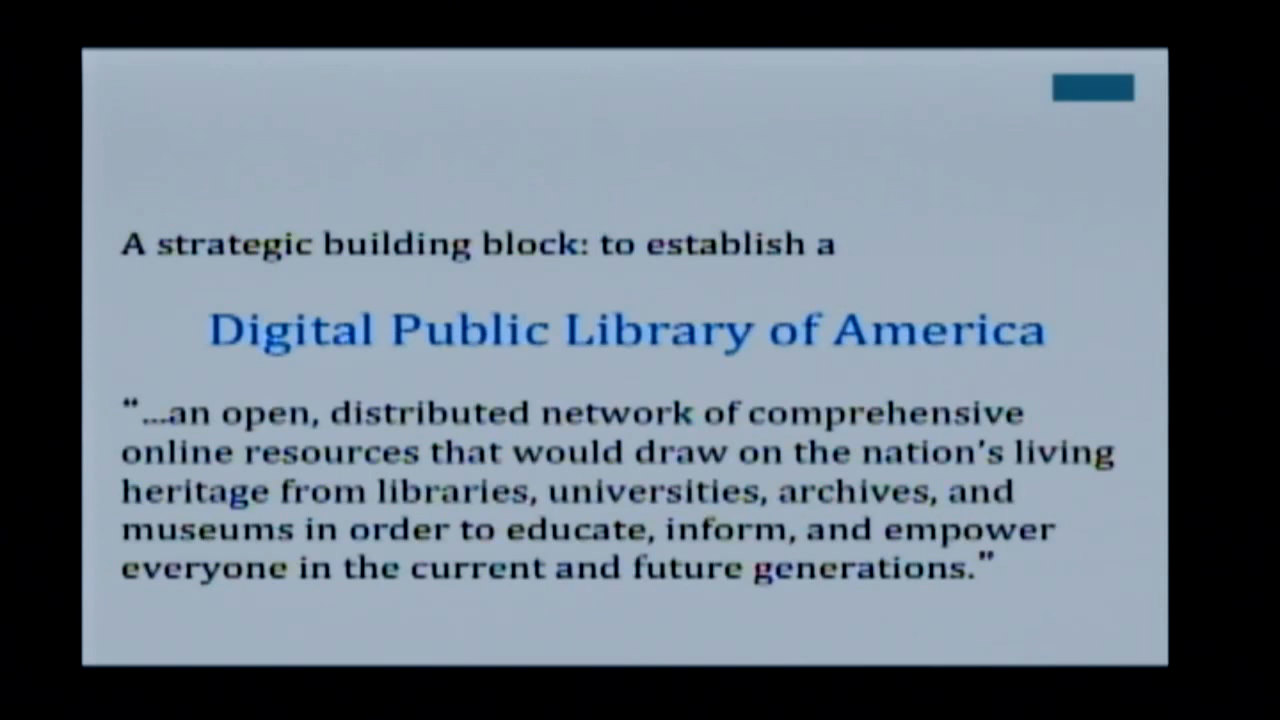 A strategic building block: to establish a
Digital Public Library of America
“...an open, distributed network of comprehensive
online resources that would draw on the nation’s living
heritage from libraries, universities, archives, and
museums in order to educate, inform, and empower
everyone in the current and future generations.”